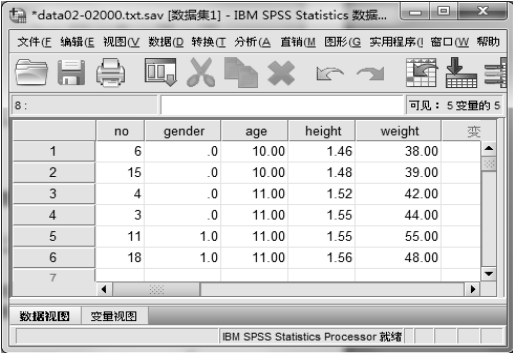 *data02-02000.txt.sav [数据集1] - IBM SPSS Statistics 数据...
文件(F 编辑(E 视图(V 数据(D 转换(T 分析(A 直销(M 图形(G 实用程序( 窗口(W 帮助
8 : 可见： 5 变量的 5
no gender age height weight 变
1 6 .0 10.00 1.46 38.00
2 15 .0 10.00 1.48 39.00
3 4 .0 11.00 1.52 42.00
4 3 .0 11.00 1.55 44.00
5 11 1.0 11.00 1.55 55.00
6 18 1.0 11.00 1.56 48.00
7
数据视图 变量视图
IBM SPSS Statistics Processor 就绪